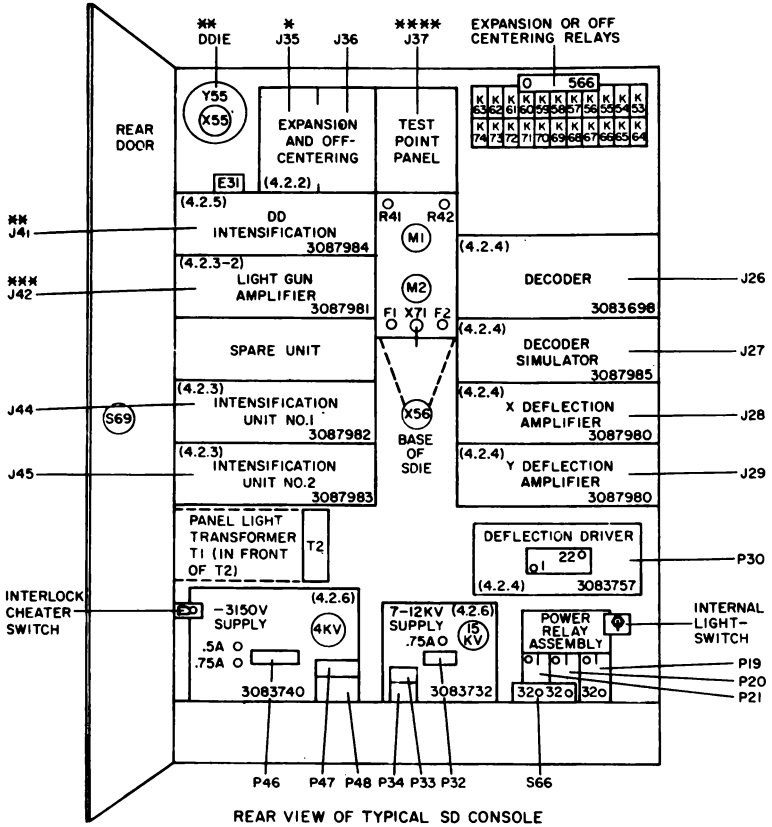 **
DDIE
*
J35
J36
****
J37
EXPANSION OR OFF
CENTERING RELAYS
O 566
K63 K62 K61 K60 K59 K58 K57 K56 K55 K54 K53
K74 K73 K72 K71 K70 K69 K68 K67 K66 K65 K64
REAR
DOOR
Y55
X55
E31
EXPANSION
AND OFF-
CENTERING
(4.2.2)
TEST
POINT
PANEL
**
J41
(4.2.5)
DD
INTENSIFICATION
3087984
***
J42
(4.2.3-2)
LIGHT GUN
AMPLIFIER
3087981
SPARE UNIT
J44
(4.2.3)
INTENSIFICATION
UNIT NO.1
3087982
S69
J45
(4.2.3)
INTENSIFICATION
UNIT NO.2
3087983
R41 R42
M1
M2
F1 X71 F2
X56
BASE
OF
SDIE
(4.2.4)
DECODER
3083698
J26
(4.2.4)
DECODER
SIMULATOR
3087985
J27
(4.2.4)
X DEFLECTION
AMPLIFIER
3087980
J28
(4.2.4)
Y DEFLECTION
AMPLIFIER
3087980
J29
PANEL LIGHT
TRANSFORMER
T1 (IN FRONT
OF T2)
T2
DEFLECTION DRIVER
22
1
(4.2.4) 3083757
P30
INTERLOCK
CHEATER
SWITCH
(4.2.6)
-3150V
SUPPLY
4KV
.5A
.75A
3083740
7-12KV (4.2.6)
SUPPLY
.75A
15
KV
3083732
POWER
RELAY
ASSEMBLY
1 1 1
32 32 32
INTERNAL
LIGHT-
SWITCH
P19
P20
P21
P46 P47 P48 P34 P33 P32 S66
REAR VIEW OF TYPICAL SD CONSOLE